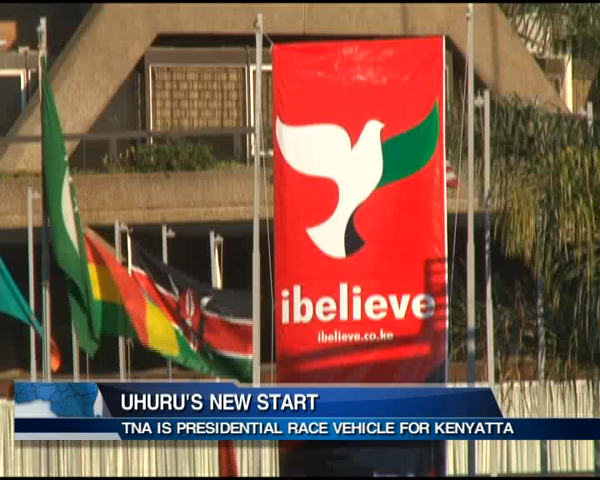 ibelieve
ibelieve.co.ke
UHURU'S NEW START
TNA IS PRESIDENTIAL RACE VEHICLE FOR KENYATTA